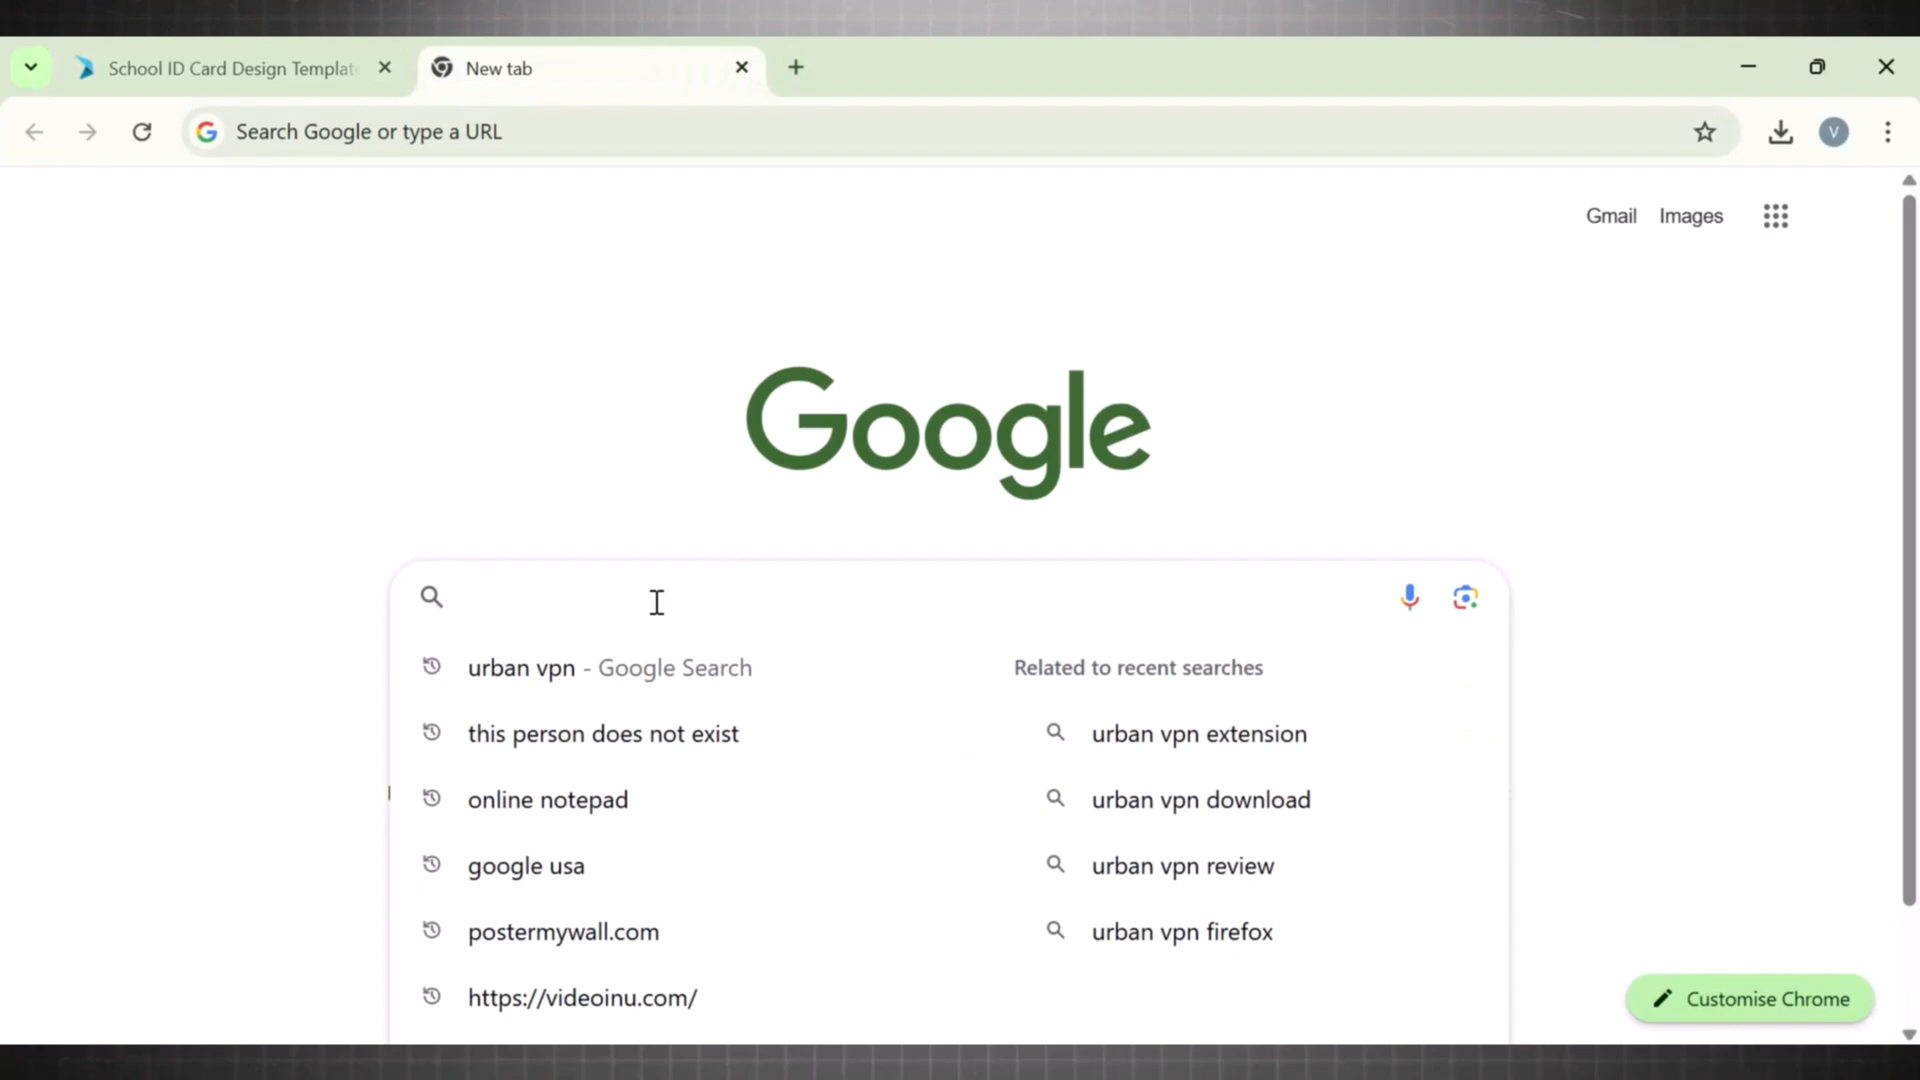 School ID Card Design Templat
New tab
Search Google or type a URL
V
Gmail Images
Google
urban vpn - Google Search
this person does not exist
online notepad
google usa
postermywall.com
https://videoinu.com/
Related to recent searches
urban vpn extension
urban vpn download
urban vpn review
urban vpn firefox
Customise Chrome